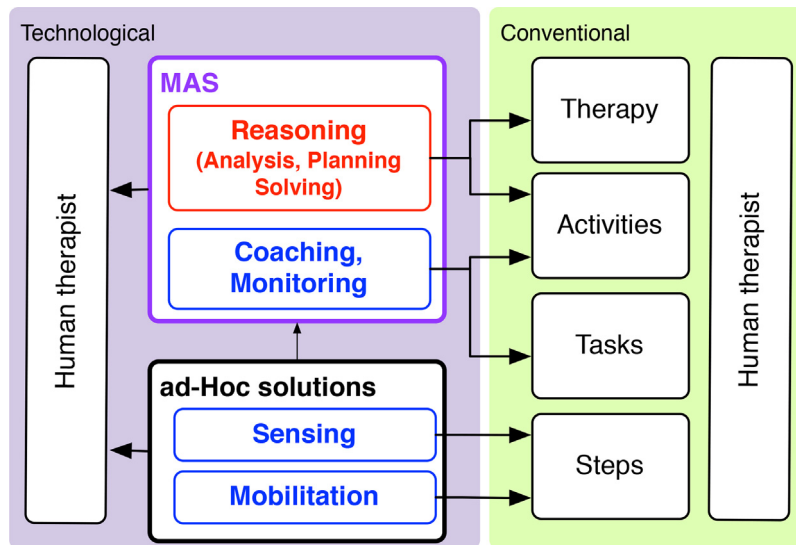 Technological
Human therapist
MAS
Reasoning
(Analysis, Planning
Solving)
Coaching,
Monitoring
ad-Hoc solutions
Sensing
Mobilitation
Conventional
Therapy
Activities
Tasks
Steps
Human therapist